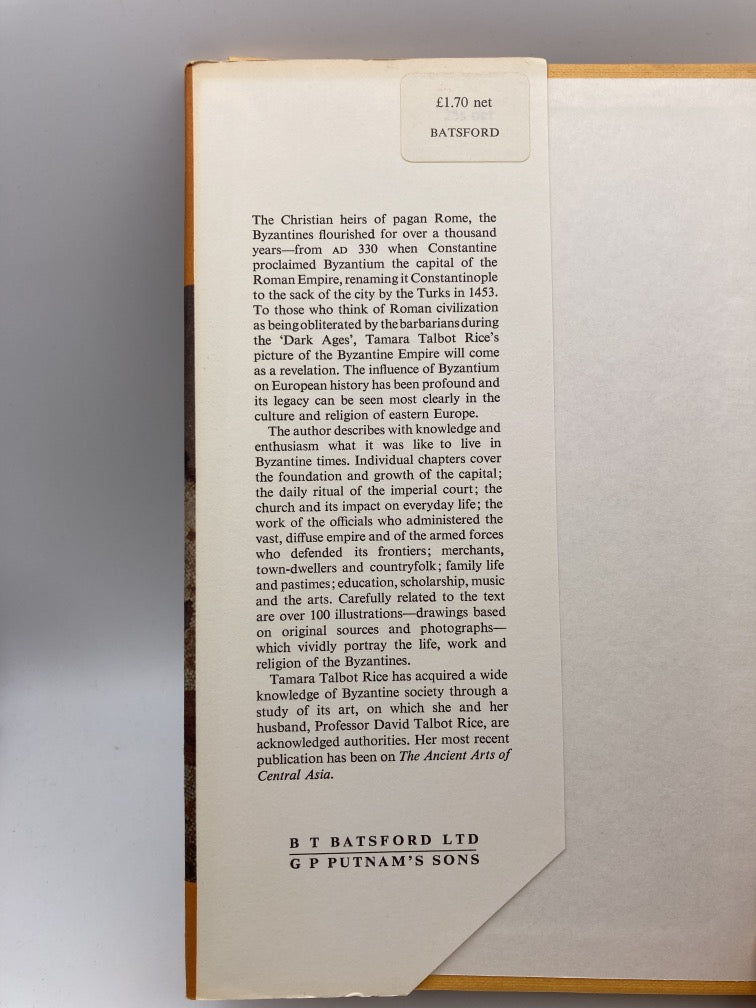 £1.70 net
BATSFORD
The Christian heirs of pagan Rome, the
Byzantines flourished for over a thousand
years—from AD 330 when Constantine
proclaimed Byzantium the capital of the
Roman Empire, renaming it Constantinople
to the sack of the city by the Turks in 1453.
To those who think of Roman civilization
as being obliterated by the barbarians during
the ‘Dark Ages’, Tamara Talbot Rice’s
picture of the Byzantine Empire will come
as a revelation. The influence of Byzantium
on European history has been profound and
its legacy can be seen most clearly in the
culture and religion of eastern Europe.
The author describes with knowledge and
enthusiasm what it was like to live in
Byzantine times. Individual chapters cover
the foundation and growth of the capital;
the daily ritual of the imperial court; the
church and its impact on everyday life; the
work of the officials who administered the
vast, diffuse empire and of the armed forces
who defended its frontiers; merchants,
town-dwellers and countryfolk; family life
and pastimes; education, scholarship, music
and the arts. Carefully related to the text
are over 100 illustrations—drawings based
on original sources and photographs—
which vividly portray the life, work and
religion of the Byzantines.
Tamara Talbot Rice has acquired a wide
knowledge of Byzantine society through a
study of its art, on which she and her
husband, Professor David Talbot Rice, are
acknowledged authorities. Her most recent
publication has been on The Ancient Arts of
Central Asia.
B T BATSFORD LTD
G P PUTNAM’S SONS